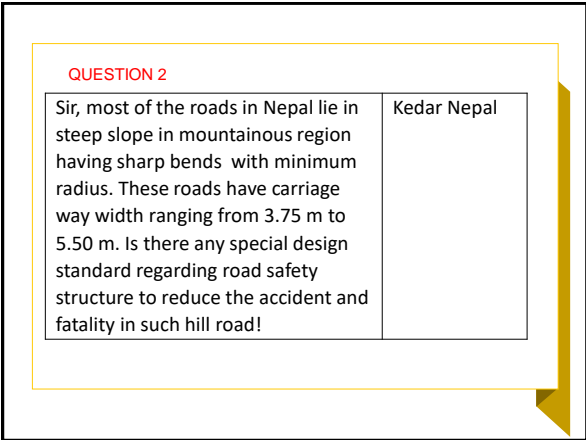 QUESTION 2
Sir, most of the roads in Nepal lie in
steep slope in mountainous region
having sharp bends  with minimum
radius. These roads have carriage
way width ranging from 3.75 m to
5.50 m. Is there any special design
standard regarding road safety
structure to reduce the accident and
fatality in such hill road!
Kedar Nepal